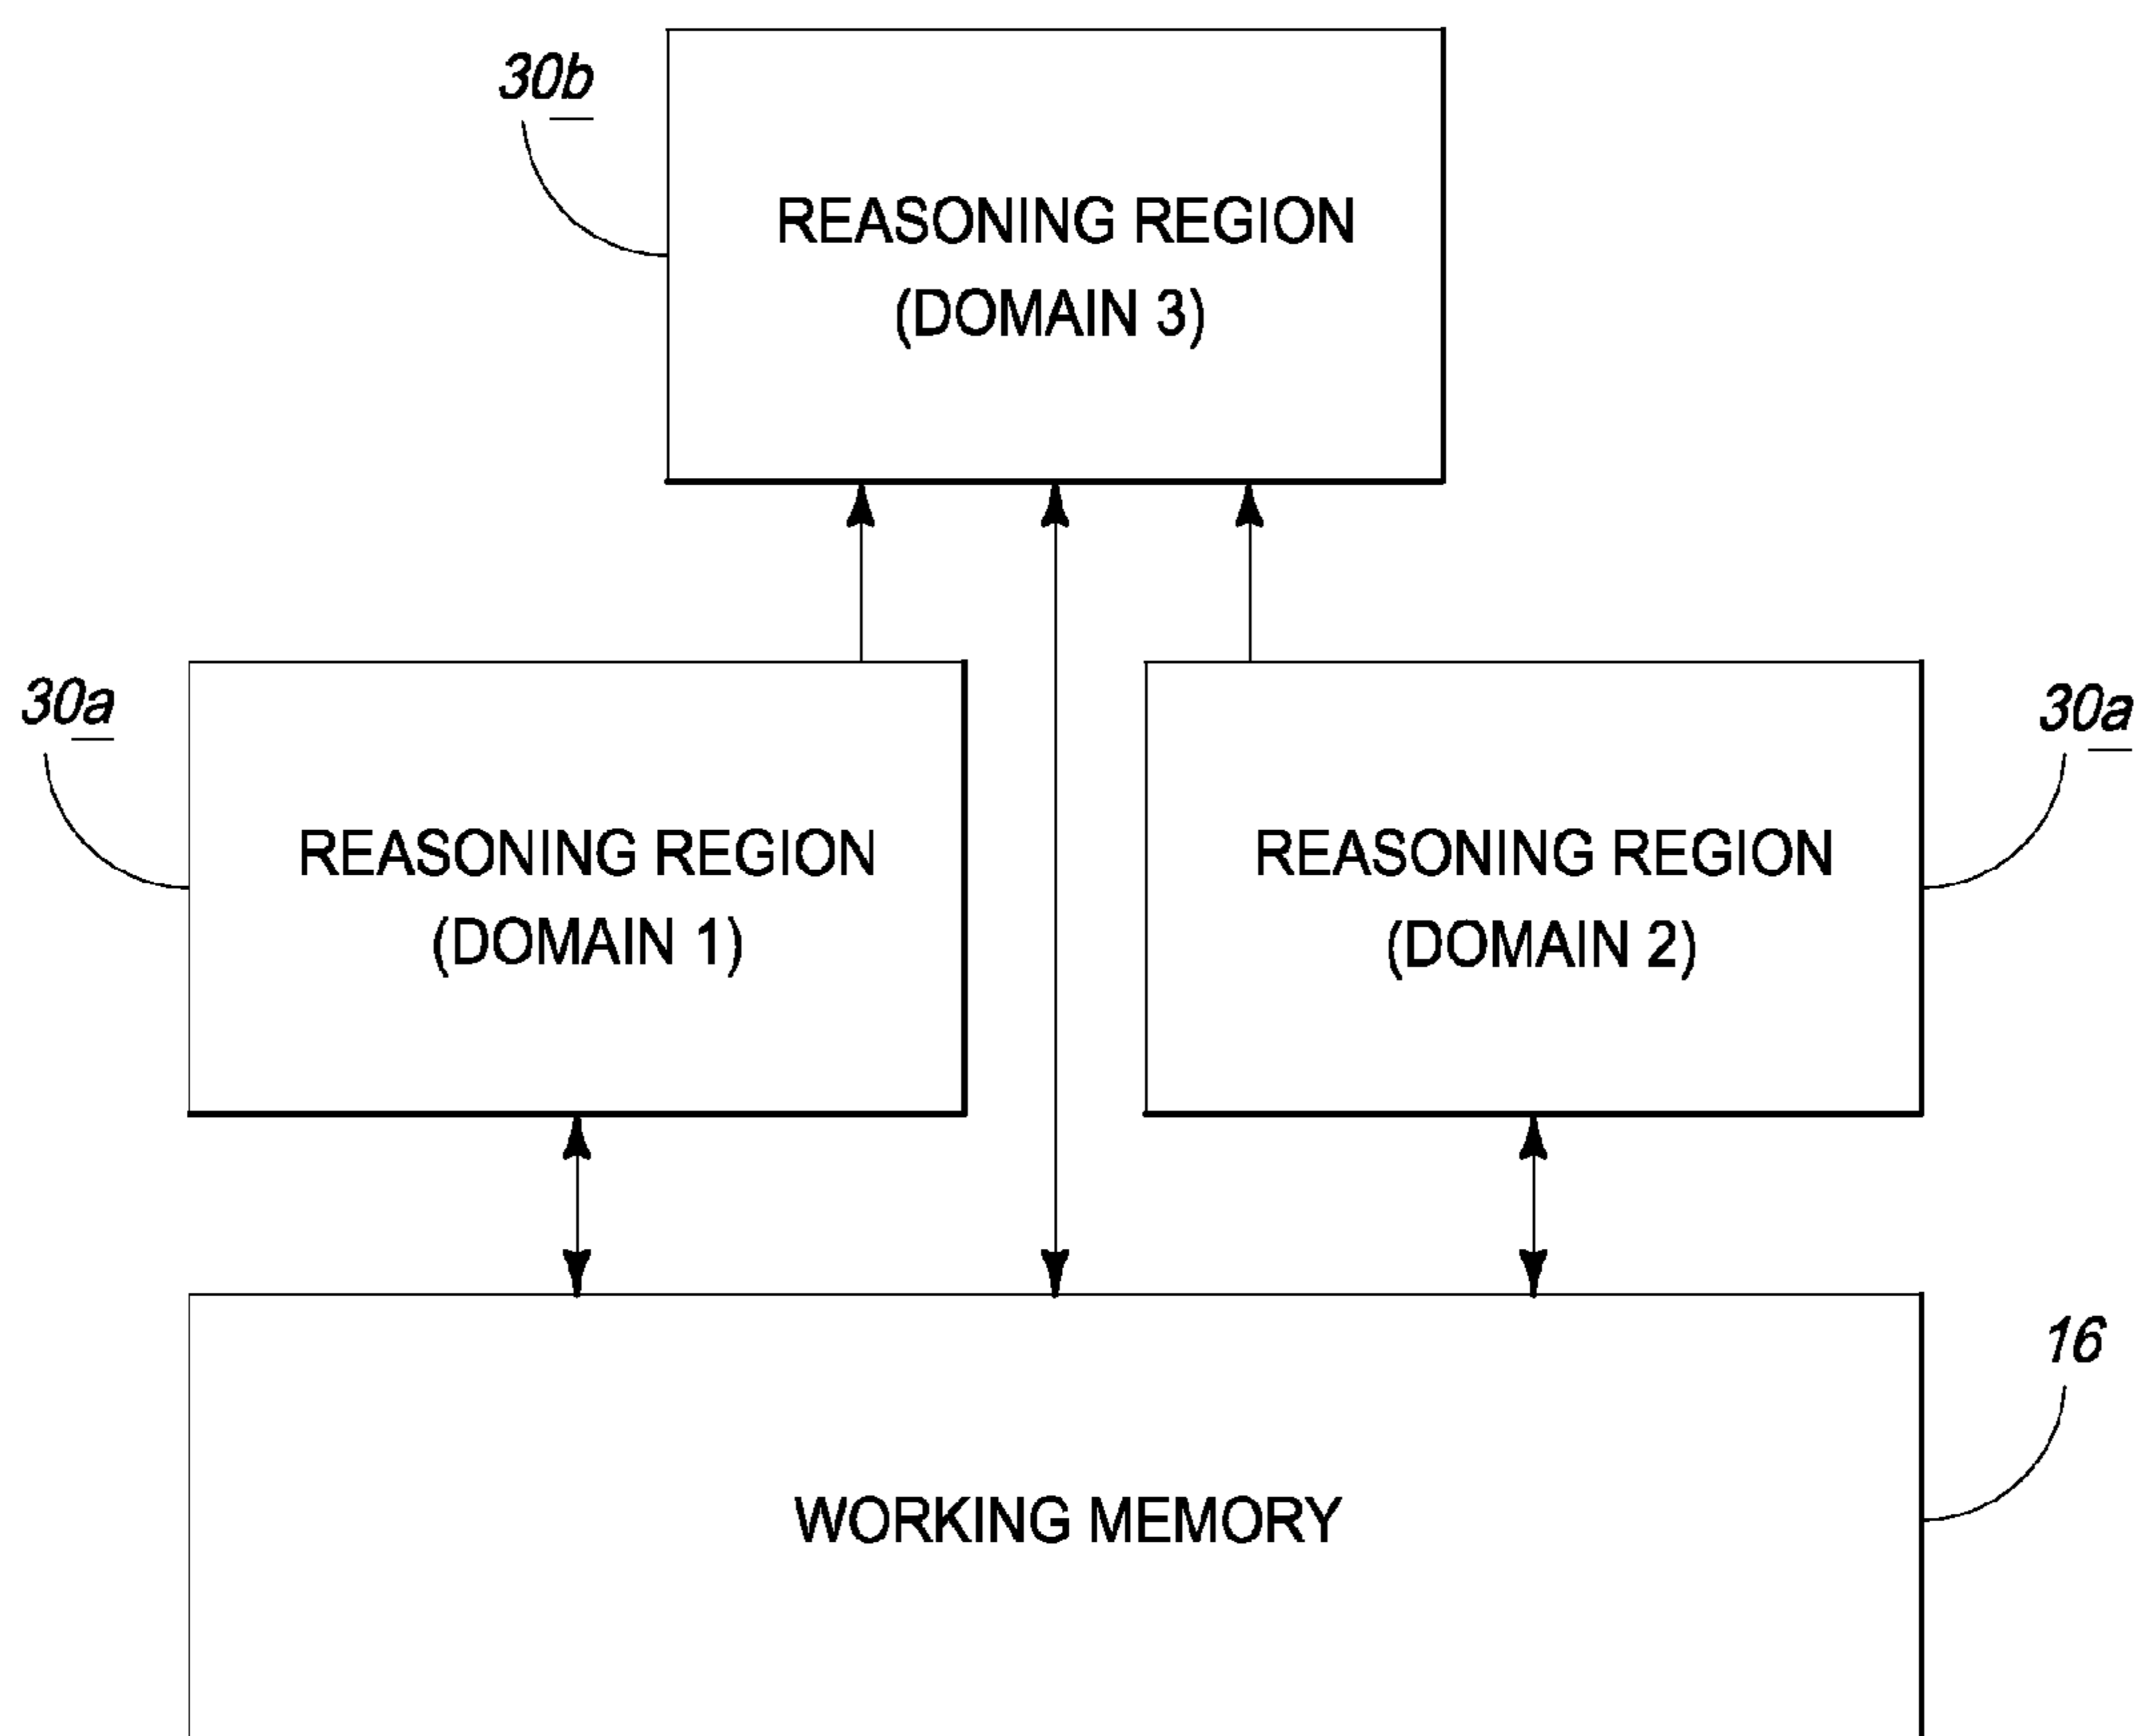 30b
REASONING REGION
(DOMAIN 3)
30a
REASONING REGION
(DOMAIN 1)
30a
REASONING REGION
(DOMAIN 2)
16
WORKING MEMORY